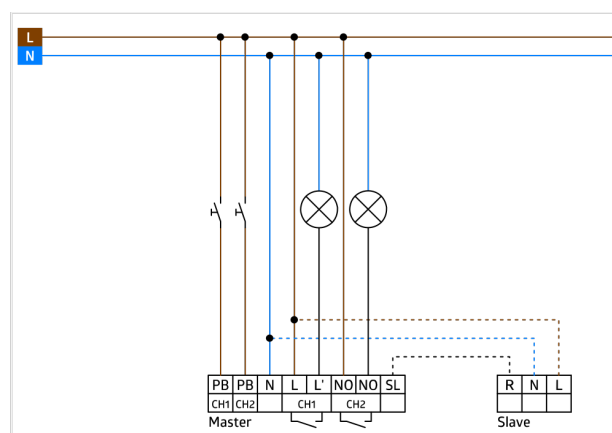 L
N
PB PB N L L' NO NO SL
CH1 CH2 CH1 CH2
Master
R N L
Slave